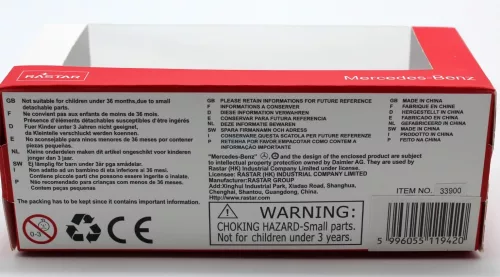 RASTAR
Mercedes-Benz
GB Not suitable for children under 36 months,due to small
detachable parts.
F Ne convient pas aux enfants de moins de 36 mois.
Présence d'éléments détachables susceptibles d'être ingérés
D Fuer Kinder unter 3 Jahren nicht geeignet.
da Kleinteile verschluckt werden koennen.
E No aconsejada para niños menores de 36 meses por contener
piezas pequeñas.
NL Kleine onderdelen maken dit artikel ongeschikt voor kinderen
jonger dan 3 jaar.
SW Ej lämplig för barn under 3år pga smådelar.
I Non adatto ad un bambino di eta inferiore ai 36 mesi.
Contiene piccole parti che possono essere ingerite o inalate.
P Não recomendado para crianças com menos de 36 meses.
Contem peças pequeñas
The packing has to be kept since it contains important information.
GB PLEASE RETAIN INFORMATIONS FOR FUTURE REFERENCE
F INFORMATIONS A CONSERVER
D DIESE INFORMATION VERWAHREN
E CONSERVAR PARA FUTURA REFERENCIA
NL DEZE INFORMATIE BEWAREN
SW SPARA FIRMANAMN OCH ADRESS
I CONSERVARE QUESTA SCATOLA PER FUTURO REFERENZE
P RETENHA POR FAVOREMPACOTAR COMO CONTEM O
INFORMAÇÃO IMPORTANTE
GB MADE IN CHINA
F FABRIQUE EN CHINE
D HERGESTELLT IN CHINA
E FABRICADO EN CHINA
NL MADE IN CHINA
SW MADE IN CHINA
I PRODOTTO IN CHINA
P FEITO NA CHINA
"Mercedes-Benz" and the design of the enclosed product are subject
to intellectual property protection owned by Daimler AG. They are used by
Rastar (HK) Industrial Company Limited under license.
Licensee: RASTAR (HK) INDUSTRIAL COMPANY LIMITED
Manufacturer:RASTAR GROUP
Add:Xinghui Industrial Park, Xiadao Road, Shanghua,
Chenghai, Shantou, Guangdong, China.
Http://www.rastar.com
0-3
CE
WARNING:
CHOKING HAZARD-Small parts.
Not for children under 3 years.
ITEM NO. 33900
5 996055 119420